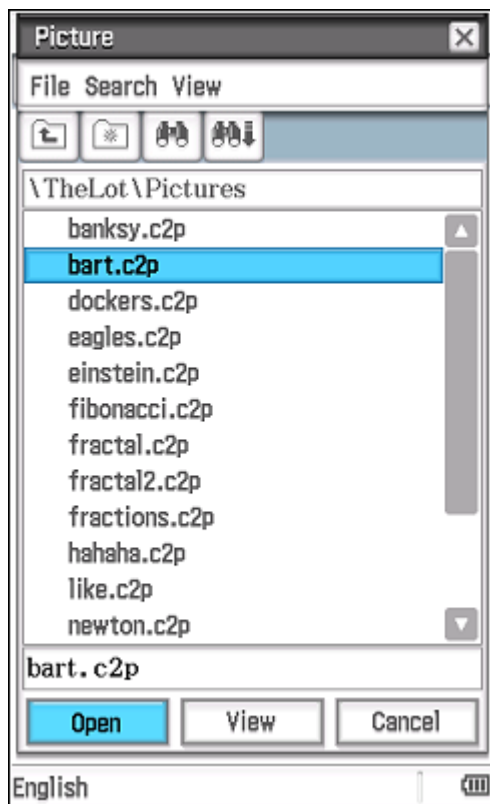 Picture
File Search View
\TheLot\Pictures
banksy.c2p
bart.c2p
dockers.c2p
eagles.c2p
einstein.c2p
fibonacci.c2p
fractal.c2p
fractal2.c2p
fractions.c2p
hahaha.c2p
like.c2p
newton.c2p
bart.c2p
Open View Cancel
English